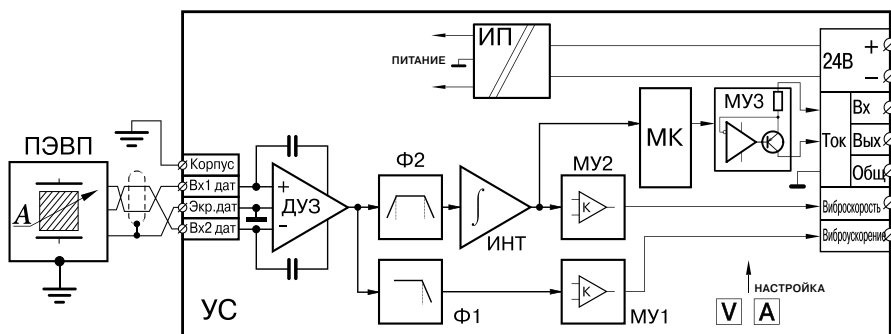 ИП
ПИТАНИЕ
24В
+
−
МУ3
Вх
МК
Ток
Вых
Общ
ПЭВП
Корпус
Ф2
МУ2
A
Вх1 дат
+
ДУЗ
∫
К
Экр.дат
Вх2 дат
−
ИНТ
Виброскорость
Виброускорение
К
НАСТРОЙКА
УС
Ф1
МУ1
V
A